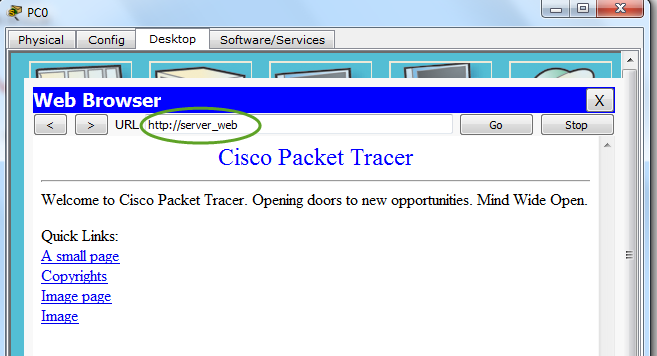 PC0
X
Physical Config Desktop Software/Services
Web Browser X
< > URL http://server_web Go Stop
Cisco Packet Tracer
Welcome to Cisco Packet Tracer. Opening doors to new opportunities. Mind Wide Open.
Quick Links:
A small page
Copyrights
Image page
Image